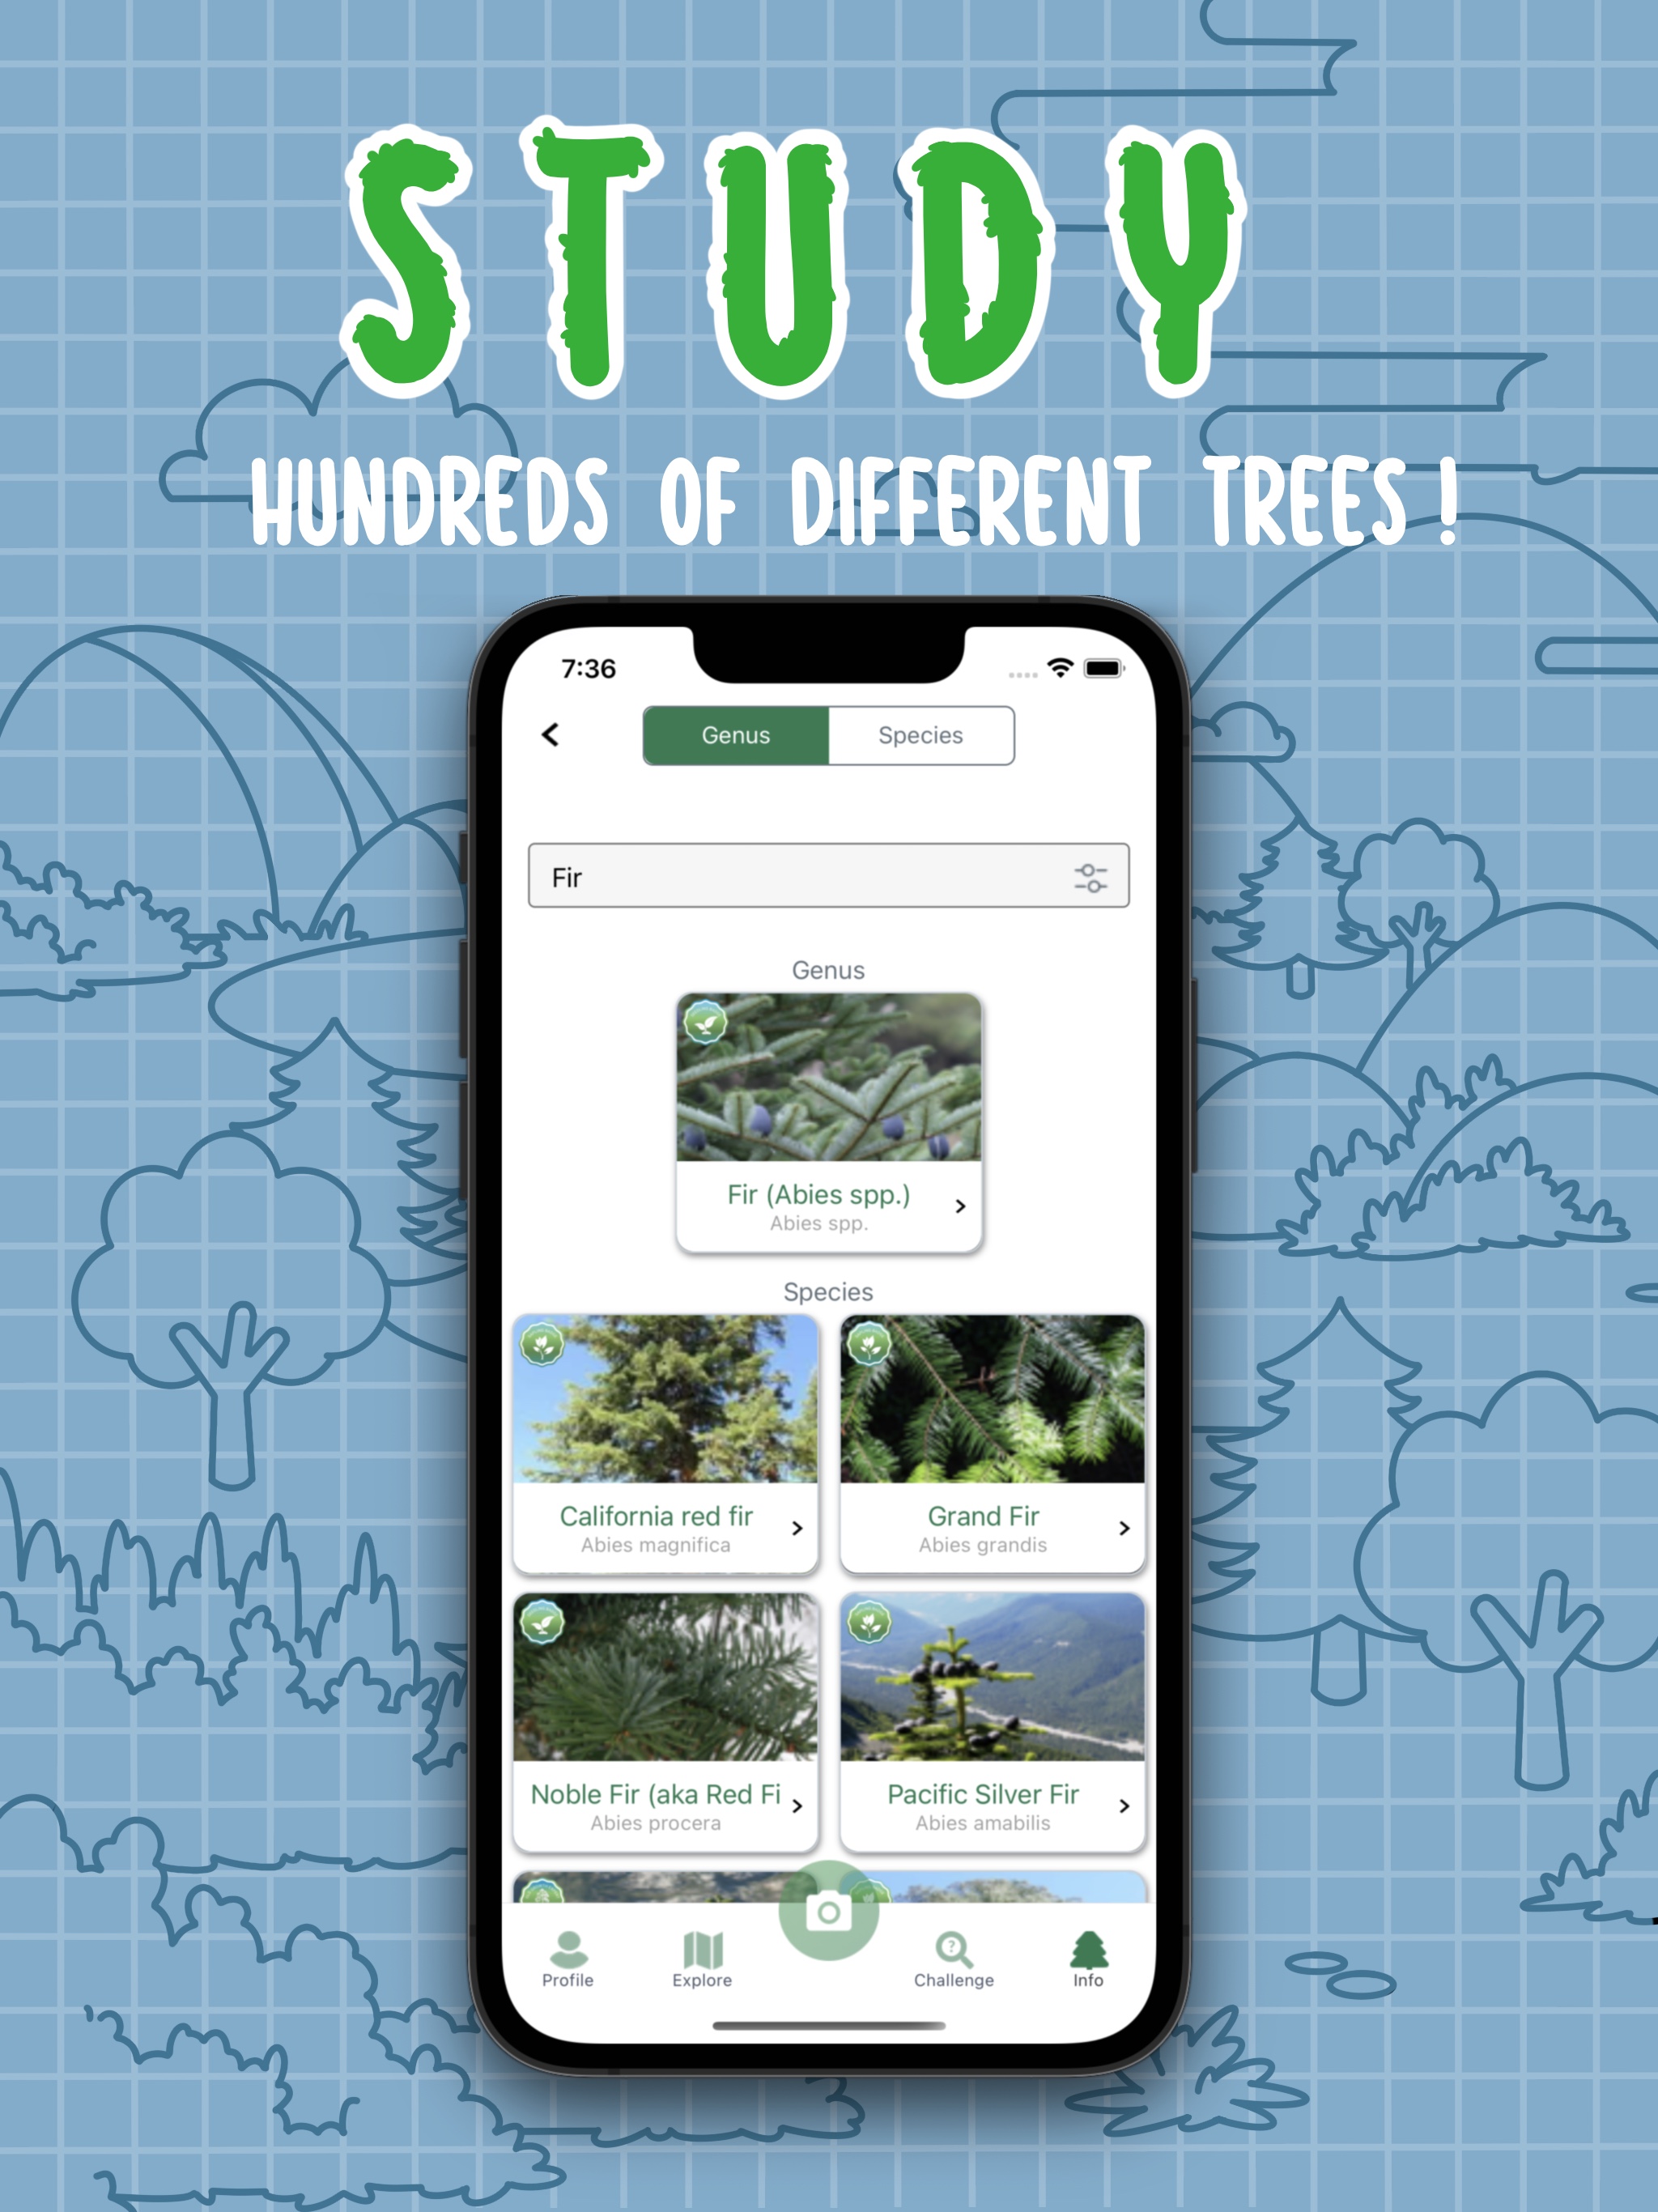 STUDY
HUNDREDS OF DIFFERENT TREES!
7:36
Genus
Species
Fir
Genus
Fir (Abies spp.)
Abies spp.
Species
California red fir
Abies magnifica
Grand Fir
Abies grandis
Noble Fir (aka Red Fi
Abies procera
Pacific Silver Fir
Abies amabilis
Profile
Explore
?
Challenge
Info